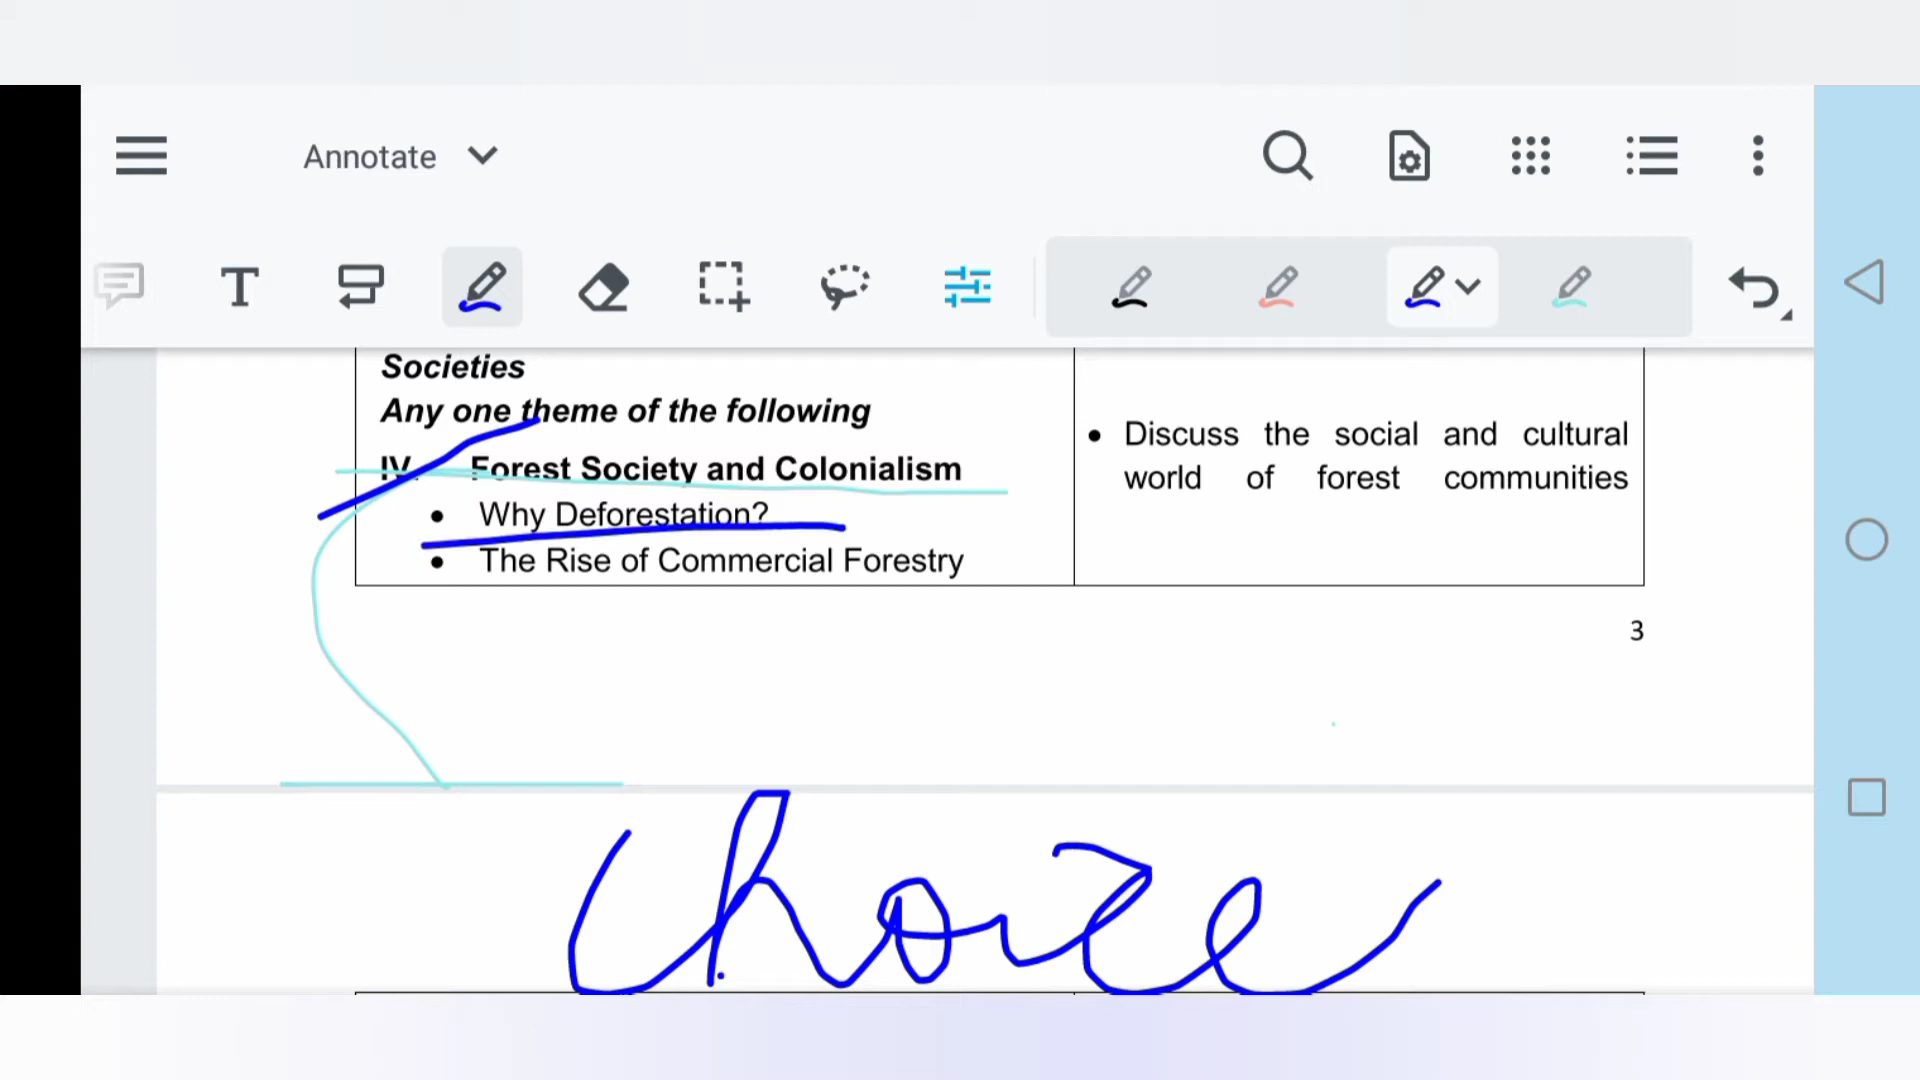 Annotate
Societies
Any one theme of the following
IV. Forest Society and Colonialism
• Why Deforestation?
• The Rise of Commercial Forestry
• Discuss the social and cultural
world of forest communities
3
Choice